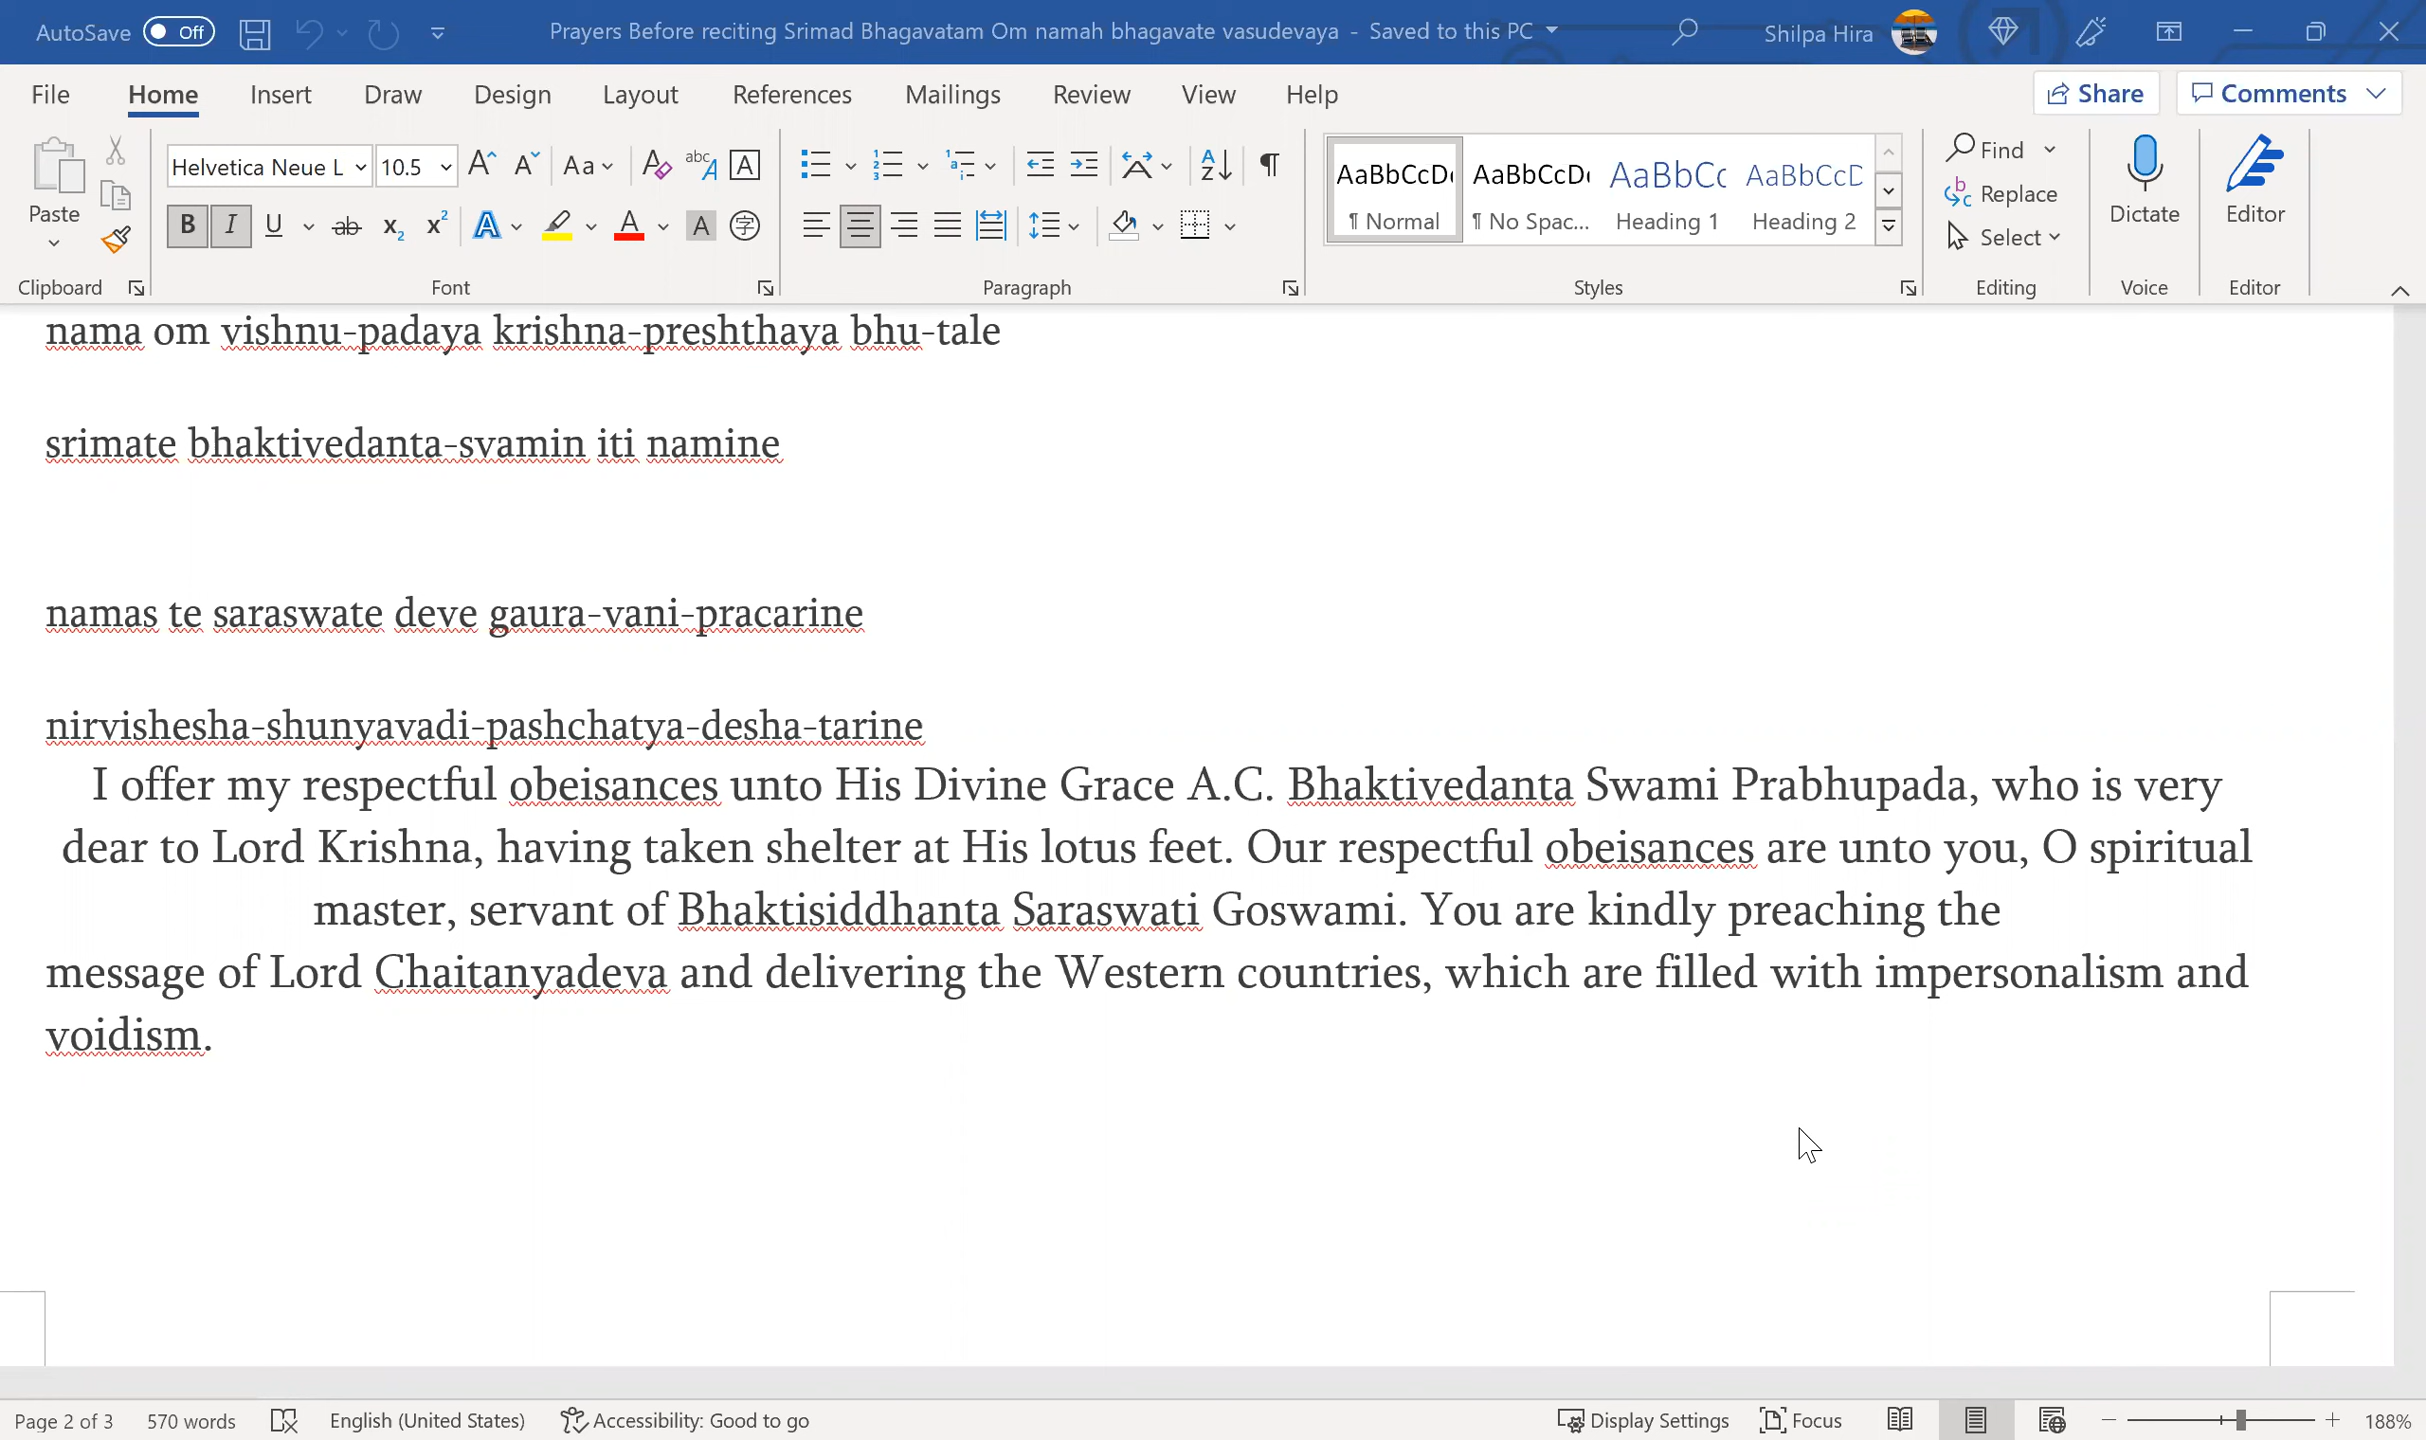 AutoSave Off Prayers Before reciting Srimad Bhagavatam Om namah bhagavate vasudevaya - Saved to this PC Shilpa Hira
File Home Insert Draw Design Layout References Mailings Review View Help Share Comments
Paste Helvetica Neue L 10.5 Aa abc A A
B I U ab x2 x2 A A A 字
AaBbCcDc AaBbCcDc AaBbCc AaBbCcD
¶ Normal ¶ No Spac... Heading 1 Heading 2
Find
Replace
Select
Dictate Editor
Clipboard Font Paragraph Styles Editing Voice Editor
nama om vishnu-padaya krishna-preshthaya bhu-tale
srimate bhaktivedanta-svamin iti namine
namas te saraswate deve gaura-vani-pracarine
nirvishesha-shunyavadi-pashchatya-desha-tarine
I offer my respectful obeisances unto His Divine Grace A.C. Bhaktivedanta Swami Prabhupada, who is very
dear to Lord Krishna, having taken shelter at His lotus feet. Our respectful obeisances are unto you, O spiritual
master, servant of Bhaktisiddhanta Saraswati Goswami. You are kindly preaching the
message of Lord Chaitanyadeva and delivering the Western countries, which are filled with impersonalism and
voidism.
Page 2 of 3 570 words English (United States) Accessibility: Good to go Display Settings Focus 188%